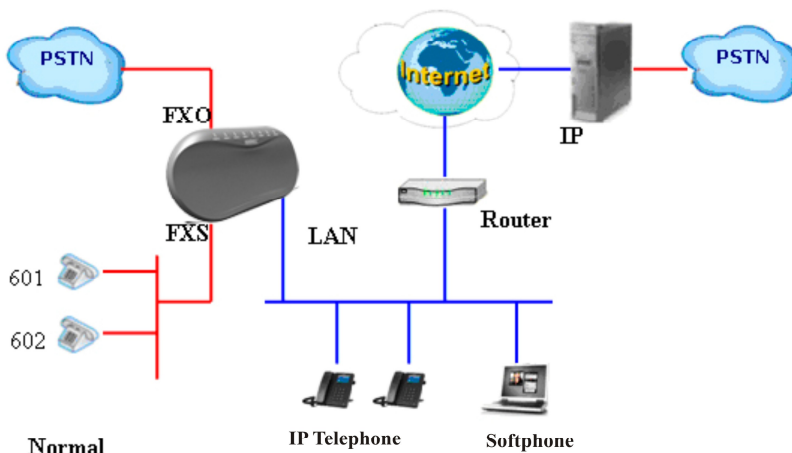 PSTN
Internet
PSTN
FXO
IP
FXS
LAN
Router
601
602
IP Telephone
Softphone
Normal